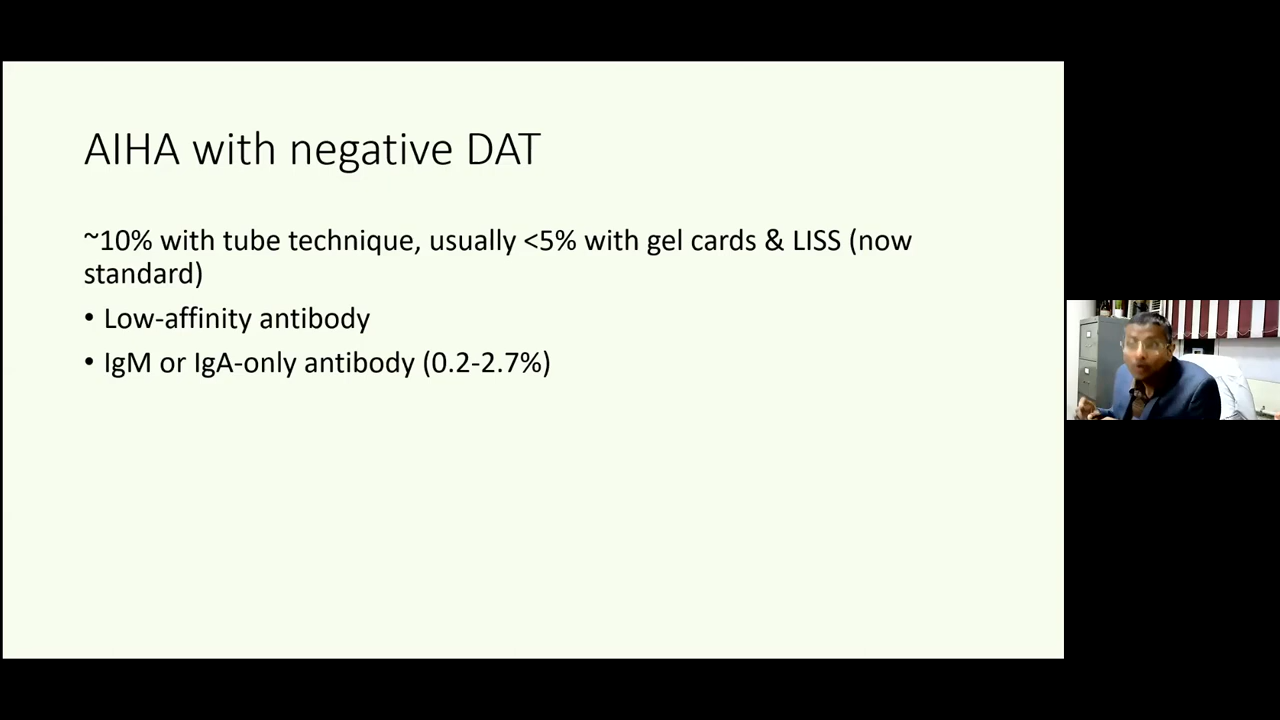 AIHA with negative DAT
~10% with tube technique, usually <5% with gel cards & LISS (now
standard)
• Low-affinity antibody
• IgM or IgA-only antibody (0.2-2.7%)